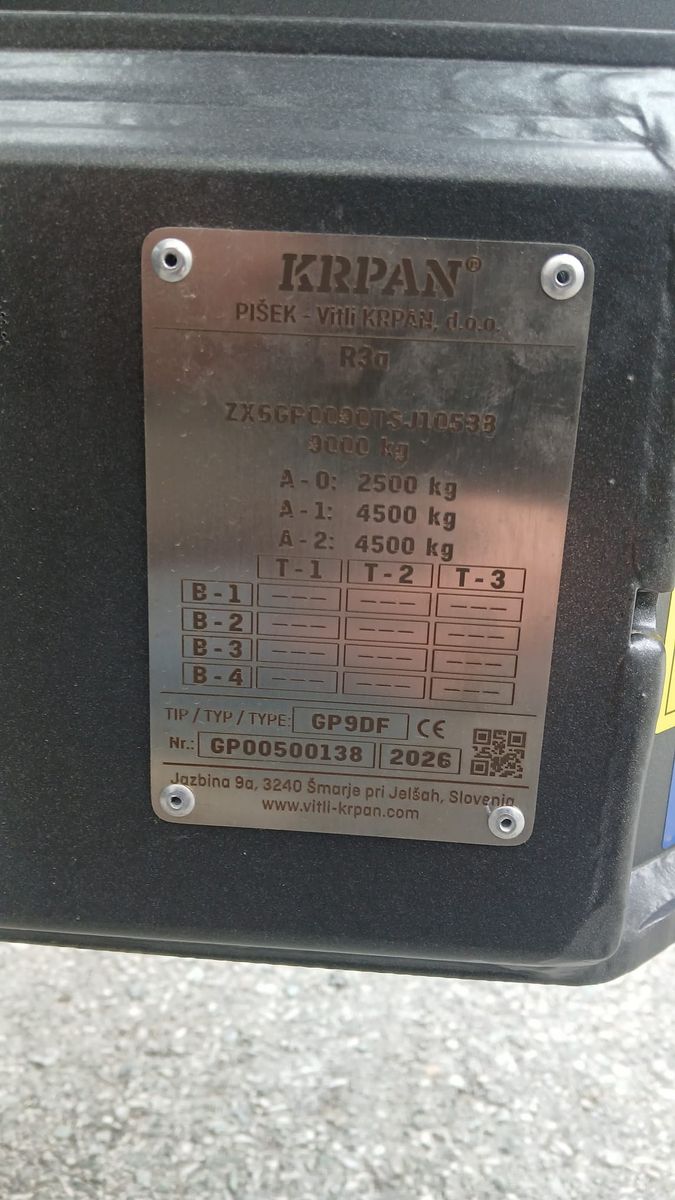 KRPAN®
PIŠEK - Vitli KRPAN, d.o.o.
R3a
9000 kg
A - 0: 2500 kg
A - 1: 4500 kg
A - 2: 4500 kg
T - 1 T - 2 T - 3
B - 1 --- --- ---
B - 2 --- --- ---
B - 3 --- --- ---
B - 4 --- --- ---
TIP / TYP / TYPE: GP9DF CE
Nr.: GP00500138 2026
Jazbina 9a, 3240 Šmarje pri Jelšah, Slovenia
www.vitli-krpan.com